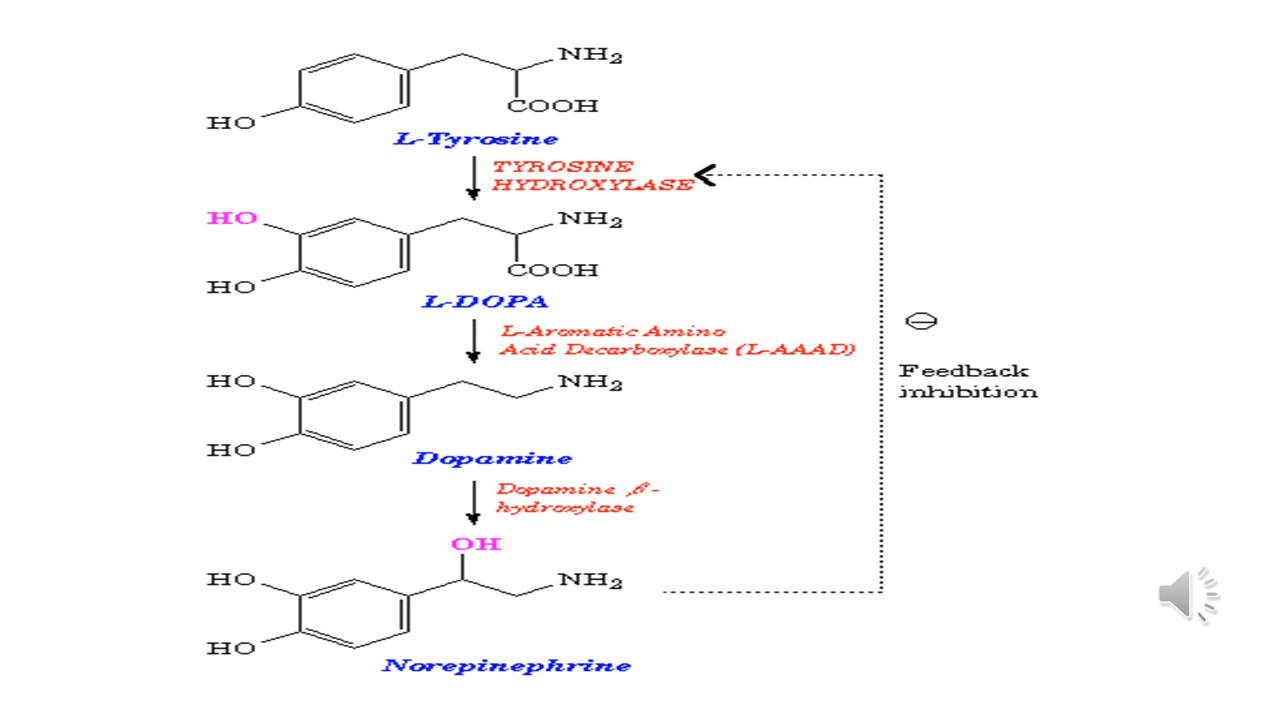 NH2
COOH
HO
L-Tyrosine
TYROSINE
HYDROXYLASE
HO
NH2
COOH
HO
L-DOPA
L-Aromatic Amino
Acid Decarboxylase (L-AAAD)
Feedback
inhibition
HO
NH2
HO
Dopamine
Dopamine ,β -
hydroxylase
OH
HO
NH2
HO
Norepinephrine